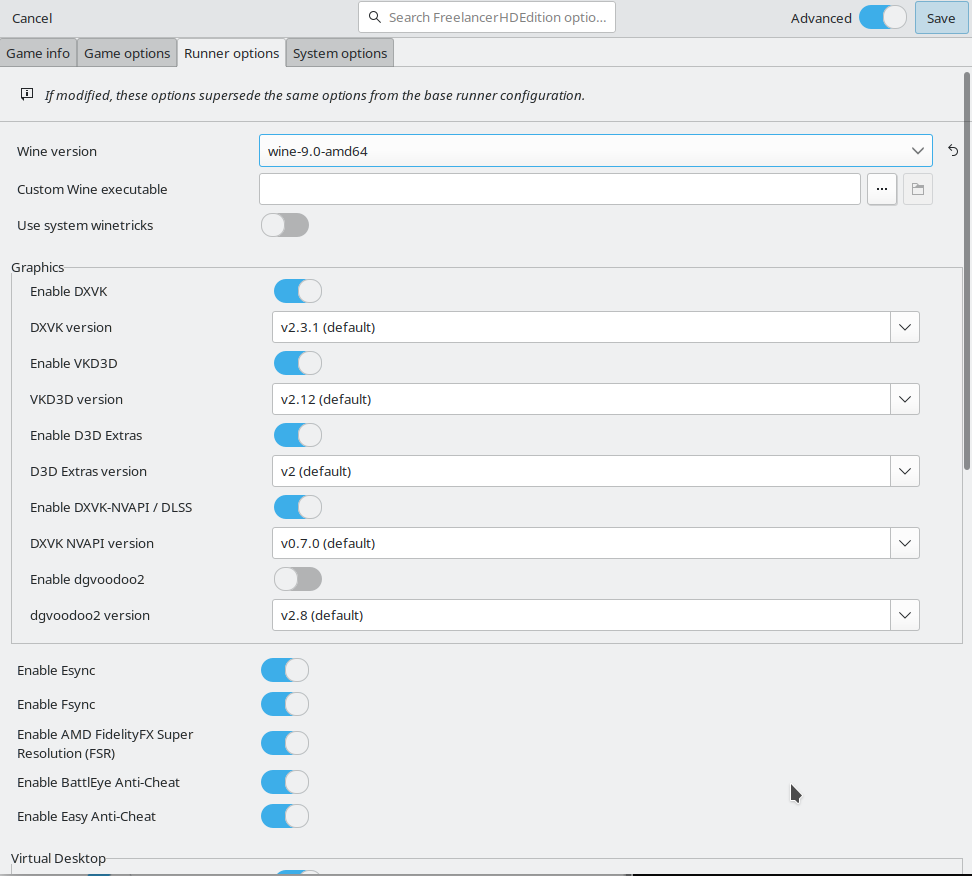 Cancel
Search FreelancerHDEdition optio...
Advanced
Save
Game info
Game options
Runner options
System options
If modified, these options supersede the same options from the base runner configuration.
Wine version
wine-9.0-amd64
Custom Wine executable
...
Use system winetricks
Graphics
Enable DXVK
DXVK version
v2.3.1 (default)
Enable VKD3D
VKD3D version
v2.12 (default)
Enable D3D Extras
D3D Extras version
v2 (default)
Enable DXVK-NVAPI / DLSS
DXVK NVAPI version
v0.7.0 (default)
Enable dgvoodoo2
dgvoodoo2 version
v2.8 (default)
Enable Esync
Enable Fsync
Enable AMD FidelityFX Super
Resolution (FSR)
Enable BattlEye Anti-Cheat
Enable Easy Anti-Cheat
Virtual Desktop